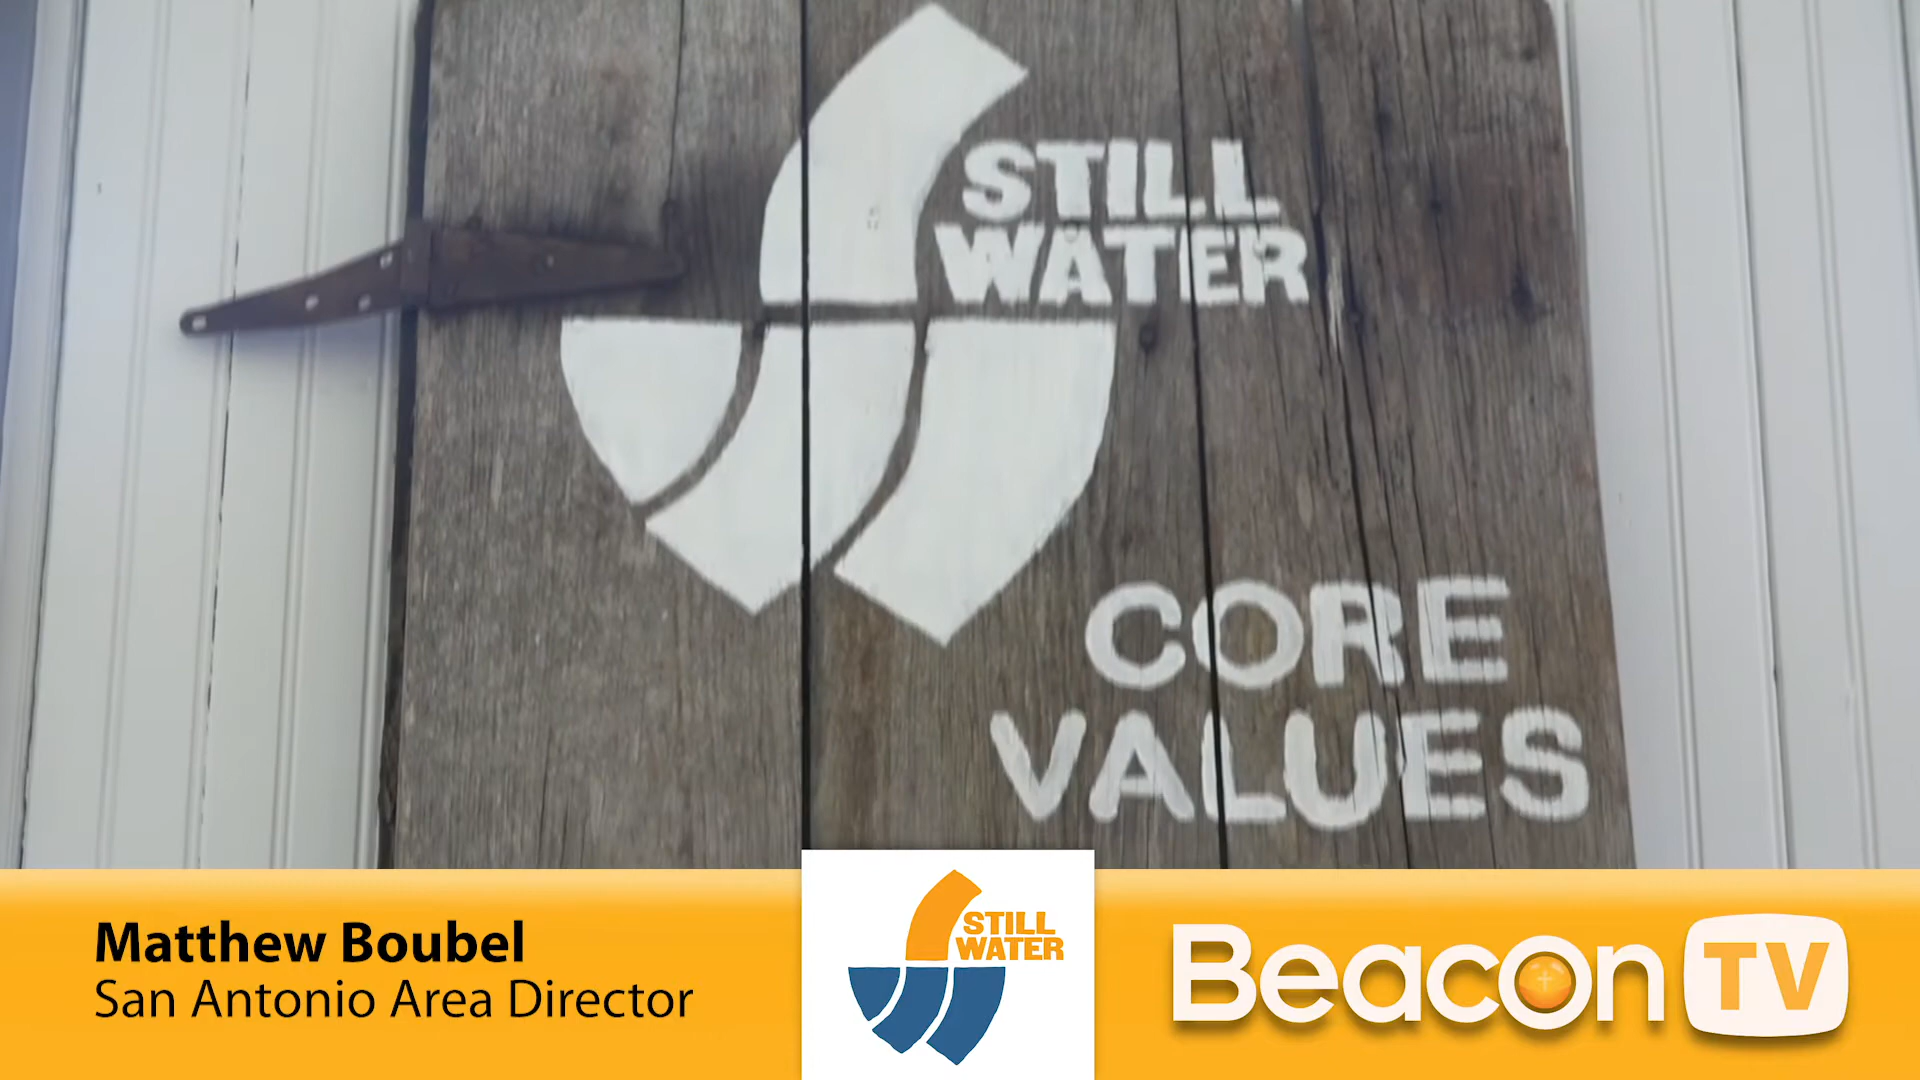 STILL
WATER
CORE
VALUES
Matthew Boubel
San Antonio Area Director
STILL
WATER
Beacon TV